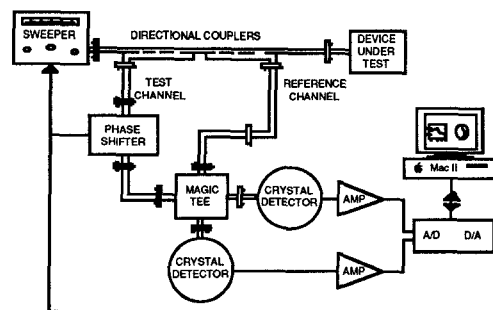 SWEEPER
DIRECTIONAL COUPLERS
DEVICE
UNDER
TEST
TEST
CHANNEL
REFERENCE
CHANNEL
PHASE
SHIFTER
MAGIC
TEE
CRYSTAL
DETECTOR
AMP
Mac II
A/D D/A
CRYSTAL
DETECTOR
AMP